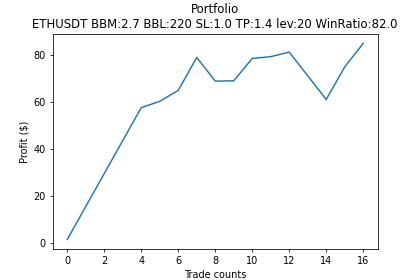 Portfolio
ETHUSDT BBM:2.7 BBL:220 SL:1.0 TP:1.4 lev:20 WinRatio:82.0
80
60
40
20
0
Profit ($)
0 2 4 6 8 10 12 14 16
Trade counts